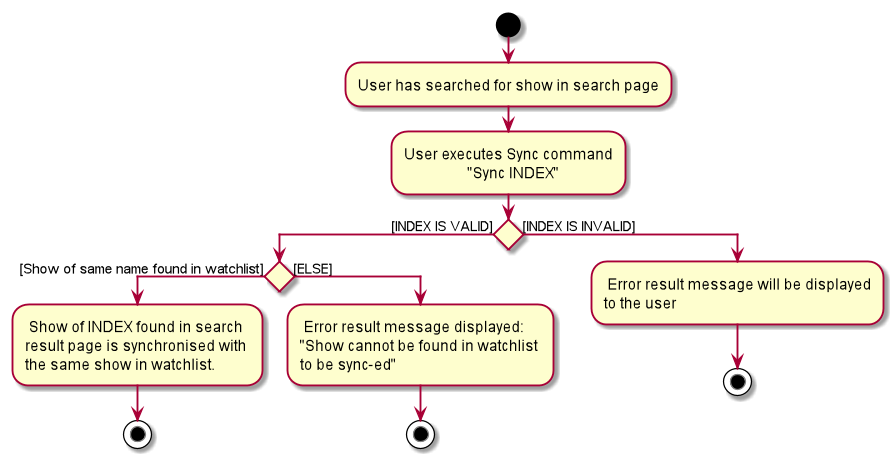 User has searched for show in search page
User executes Sync command
"Sync INDEX"
[INDEX IS VALID]
[INDEX IS INVALID]
[Show of same name found in watchlist]
[ELSE]
Show of INDEX found in search
result page is synchronised with
the same show in watchlist.
Error result message displayed:
"Show cannot be found in watchlist
to be sync-ed"
Error result message will be displayed
to the user